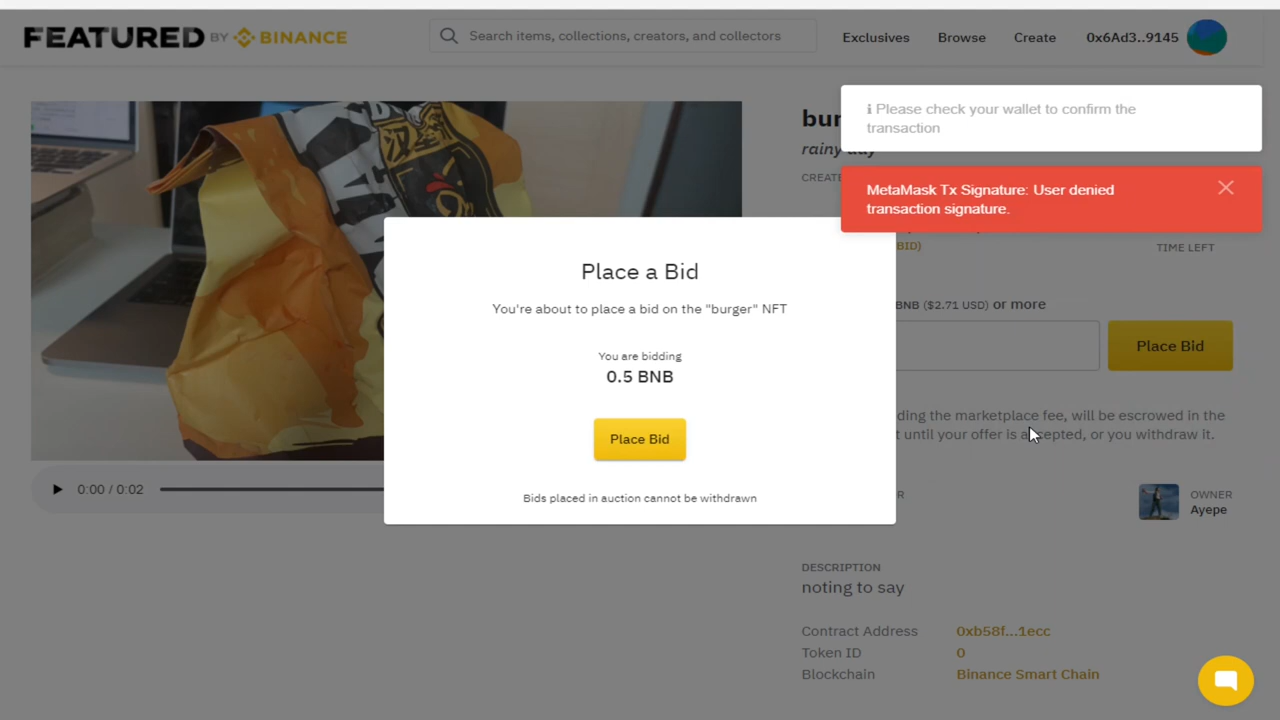 FEATURED BY BINANCE
Search items, collections, creators, and collectors
Exclusives
Browse
Create
0x6Ad3..9145
i Please check your wallet to confirm the
transaction
MetaMask Tx Signature: User denied
transaction signature.
bur
rainy day
CREATE
BID)
TIME LEFT
BNB ($2.71 USD) or more
Place Bid
ding the marketplace fee, will be escrowed in the
t until your offer is accepted, or you withdraw it.
Place a Bid
You're about to place a bid on the "burger" NFT
You are bidding
0.5 BNB
Place Bid
Bids placed in auction cannot be withdrawn
0:00 / 0:02
R
OWNER
Ayepe
DESCRIPTION
noting to say
Contract Address 0xb58f...1ecc
Token ID 0
Blockchain Binance Smart Chain